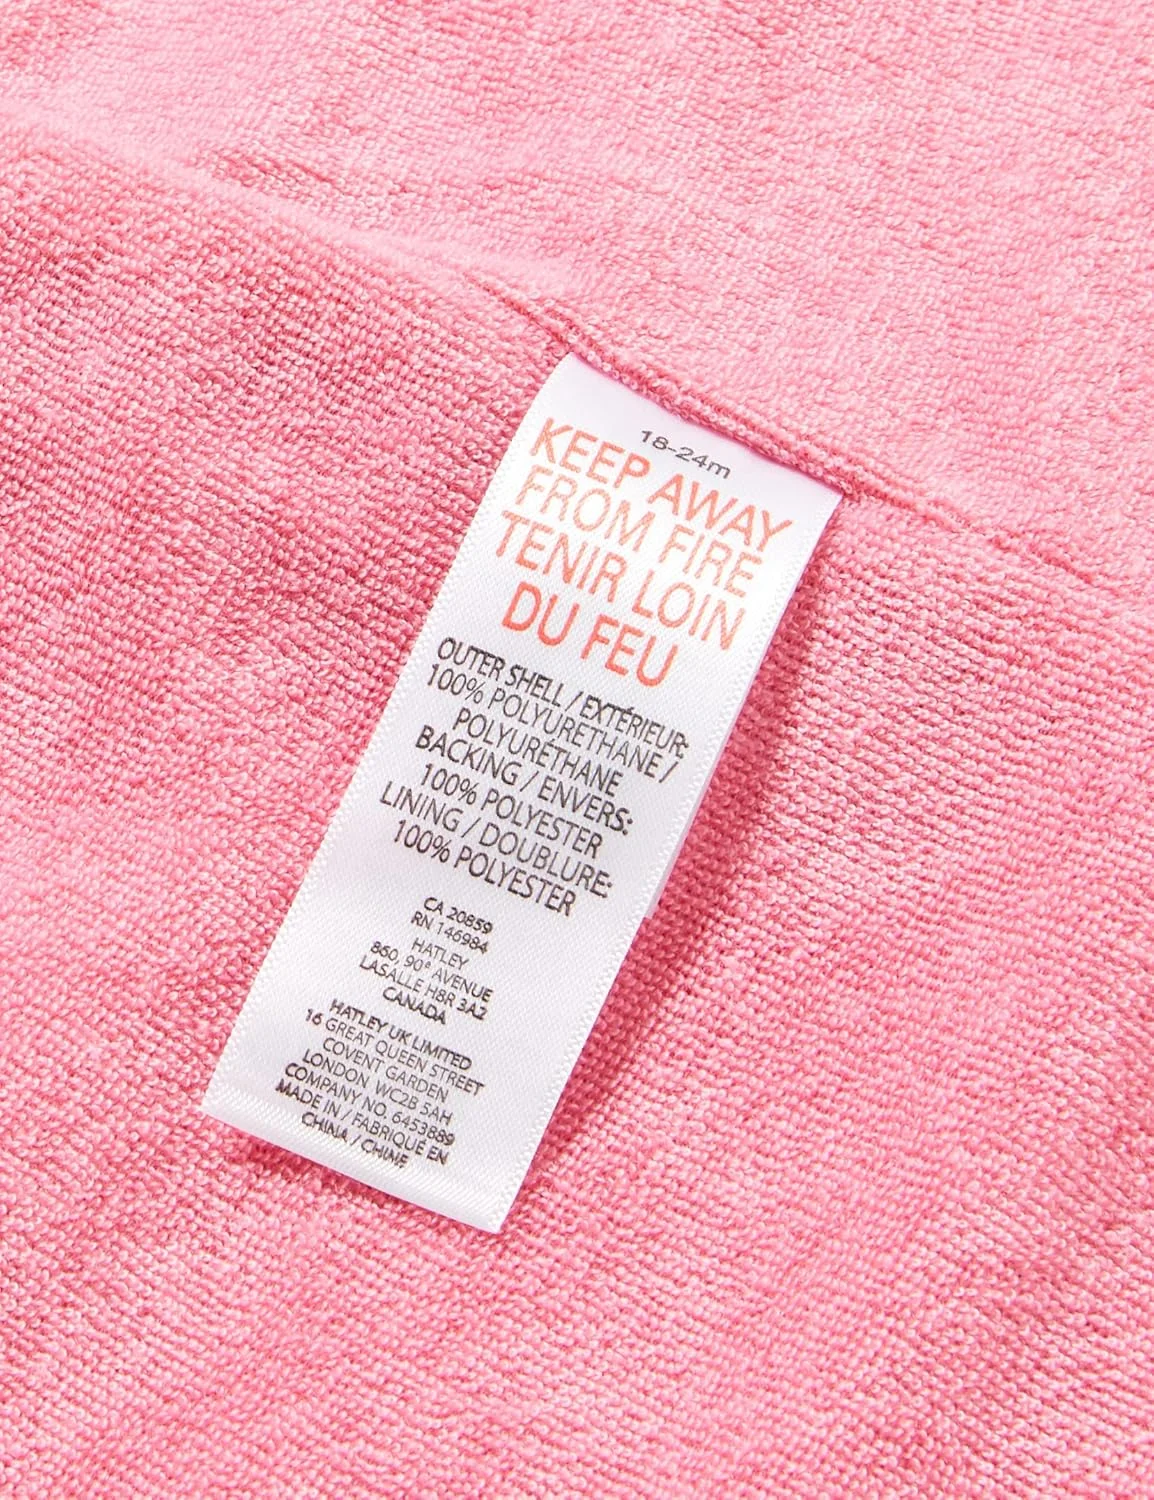 18-24m
KEEP AWAY
FROM FIRE
TENIR LOIN
DU FEU
OUTER SHELL / EXTÉRIEUR:
100% POLYURETHANE /
POLYURÉTHANE
BACKING / ENVERS:
100% POLYESTER
LINING / DOUBLURE:
100% POLYESTER
CA 20859
RN 146984
HATLEY
860, 90ᵉ AVENUE
LASALLE H8R 3A2
CANADA
HATLEY UK LIMITED
16 GREAT QUEEN STREET
COVENT GARDEN
LONDON WC2B 5AH
COMPANY NO. 6453889
MADE IN / FABRIQUÉ EN
CHINA / CHINE